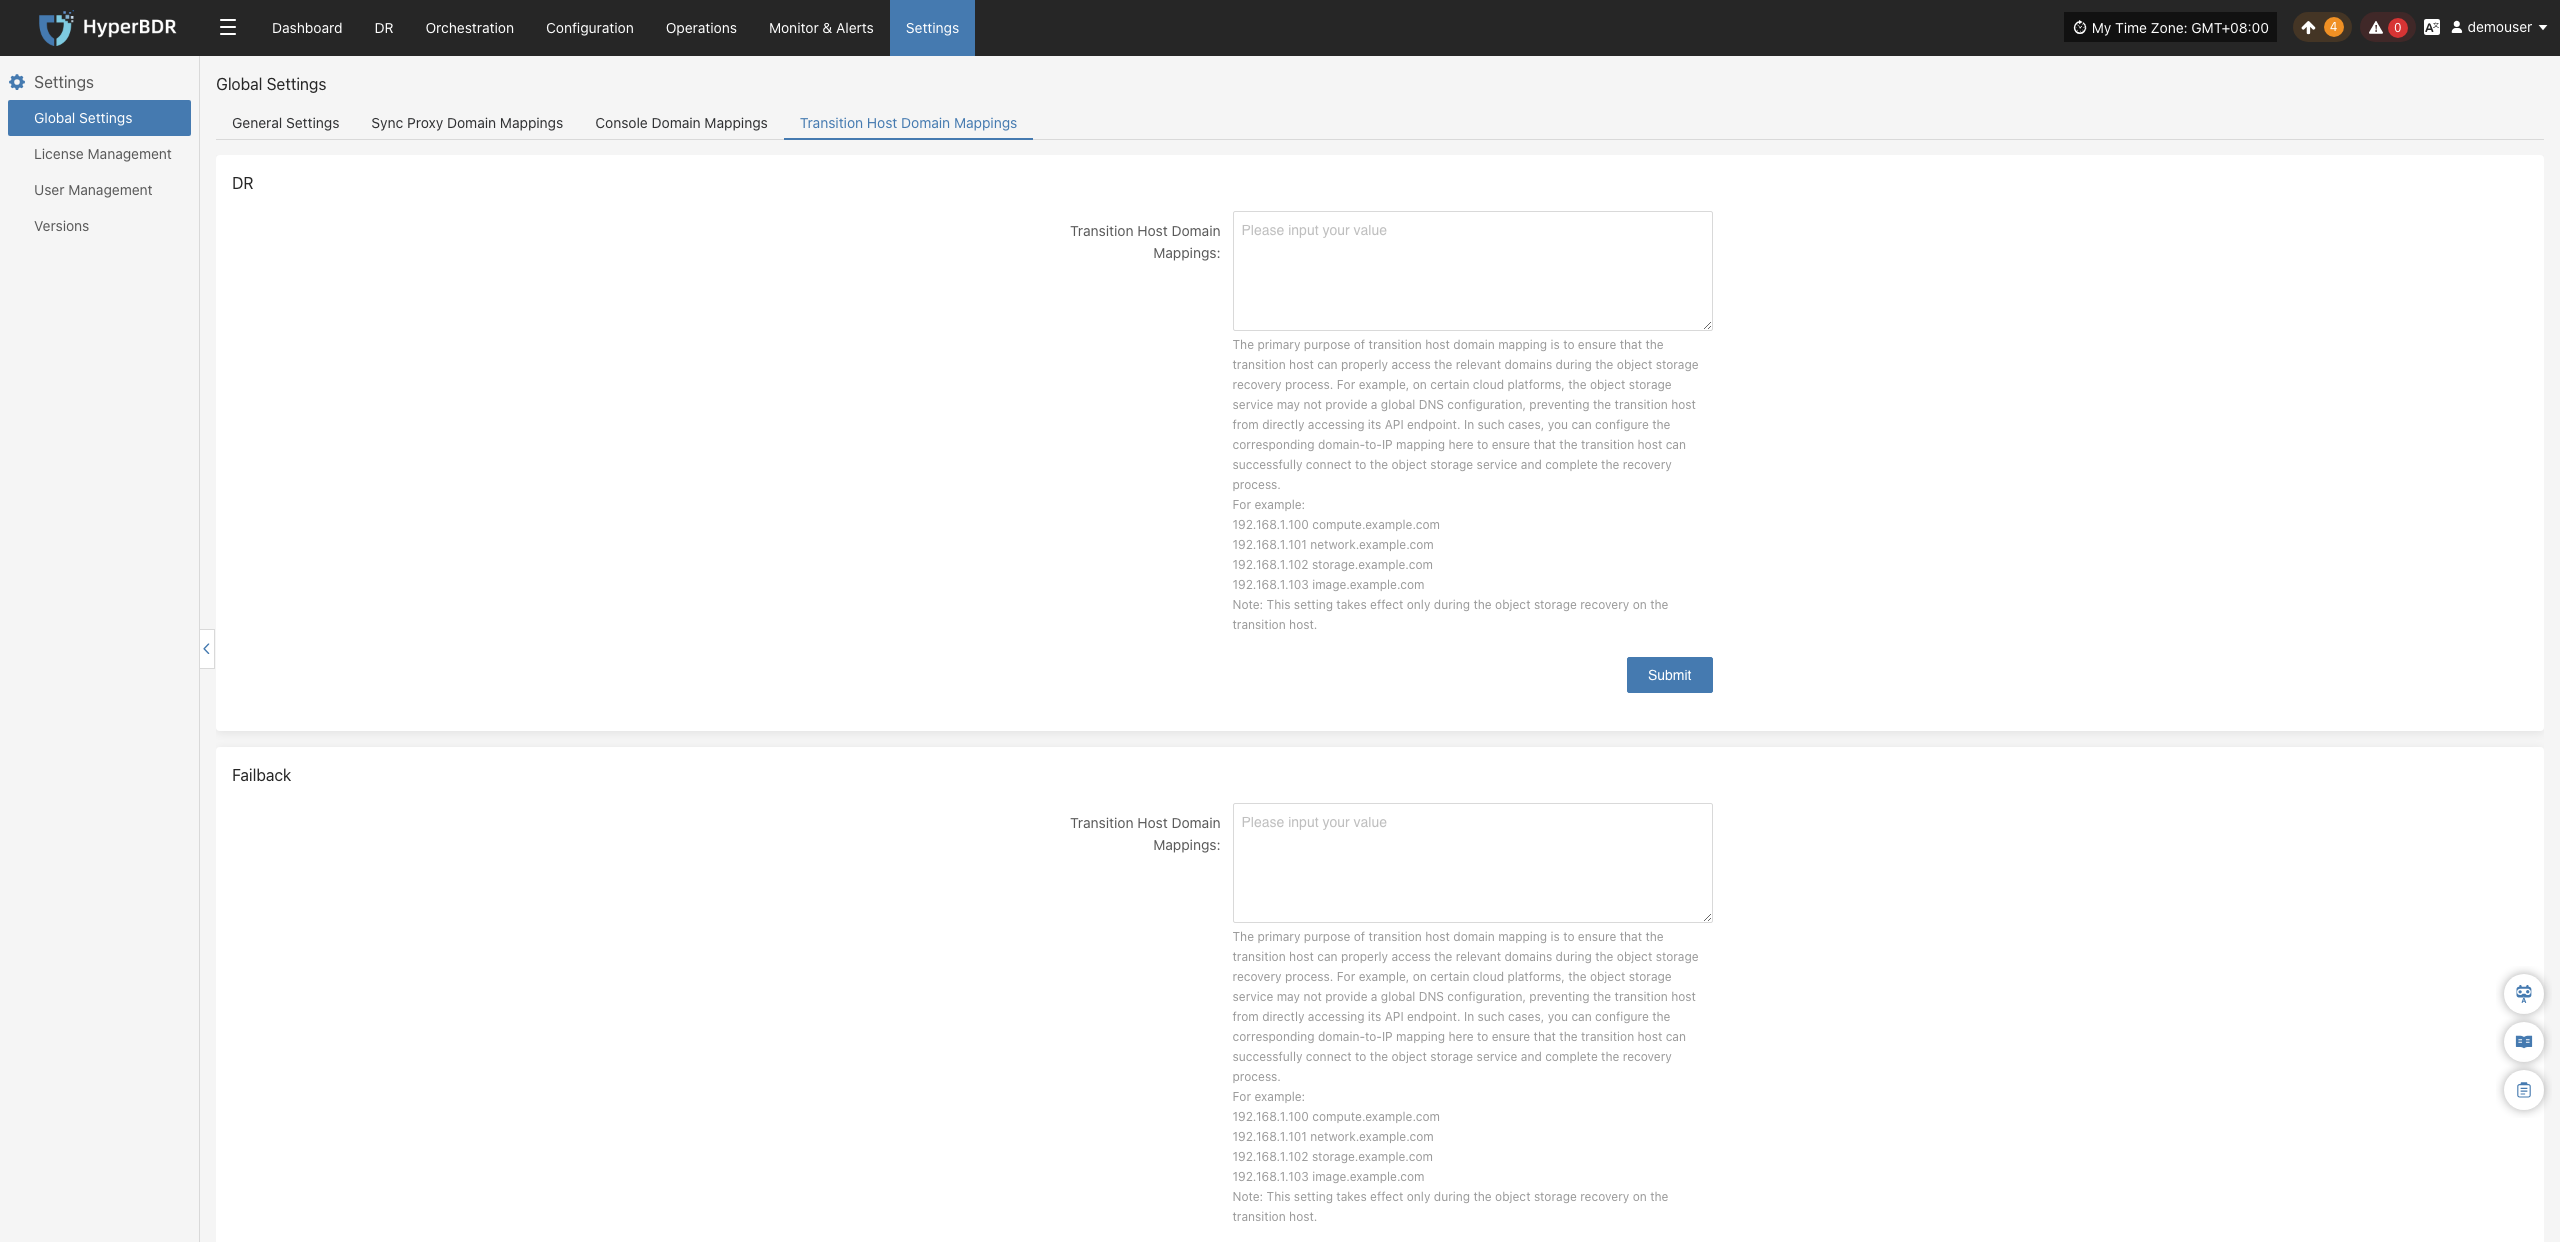 HyperBDR
Dashboard DR Orchestration Configuration Operations Monitor & Alerts Settings
My Time Zone: GMT+08:00 4 0 demouser
Settings
Global Settings
License Management
User Management
Versions
Global Settings
General Settings Sync Proxy Domain Mappings Console Domain Mappings Transition Host Domain Mappings
DR
Transition Host Domain
Mappings:
Please input your value
The primary purpose of transition host domain mapping is to ensure that the
transition host can properly access the relevant domains during the object storage
recovery process. For example, on certain cloud platforms, the object storage
service may not provide a global DNS configuration, preventing the transition host
from directly accessing its API endpoint. In such cases, you can configure the
corresponding domain-to-IP mapping here to ensure that the transition host can
successfully connect to the object storage service and complete the recovery
process.
For example:
192.168.1.100 compute.example.com
192.168.1.101 network.example.com
192.168.1.102 storage.example.com
192.168.1.103 image.example.com
Note: This setting takes effect only during the object storage recovery on the
transition host.
Submit
Failback
Transition Host Domain
Mappings:
Please input your value
The primary purpose of transition host domain mapping is to ensure that the
transition host can properly access the relevant domains during the object storage
recovery process. For example, on certain cloud platforms, the object storage
service may not provide a global DNS configuration, preventing the transition host
from directly accessing its API endpoint. In such cases, you can configure the
corresponding domain-to-IP mapping here to ensure that the transition host can
successfully connect to the object storage service and complete the recovery
process.
For example:
192.168.1.100 compute.example.com
192.168.1.101 network.example.com
192.168.1.102 storage.example.com
192.168.1.103 image.example.com
Note: This setting takes effect only during the object storage recovery on the
transition host.